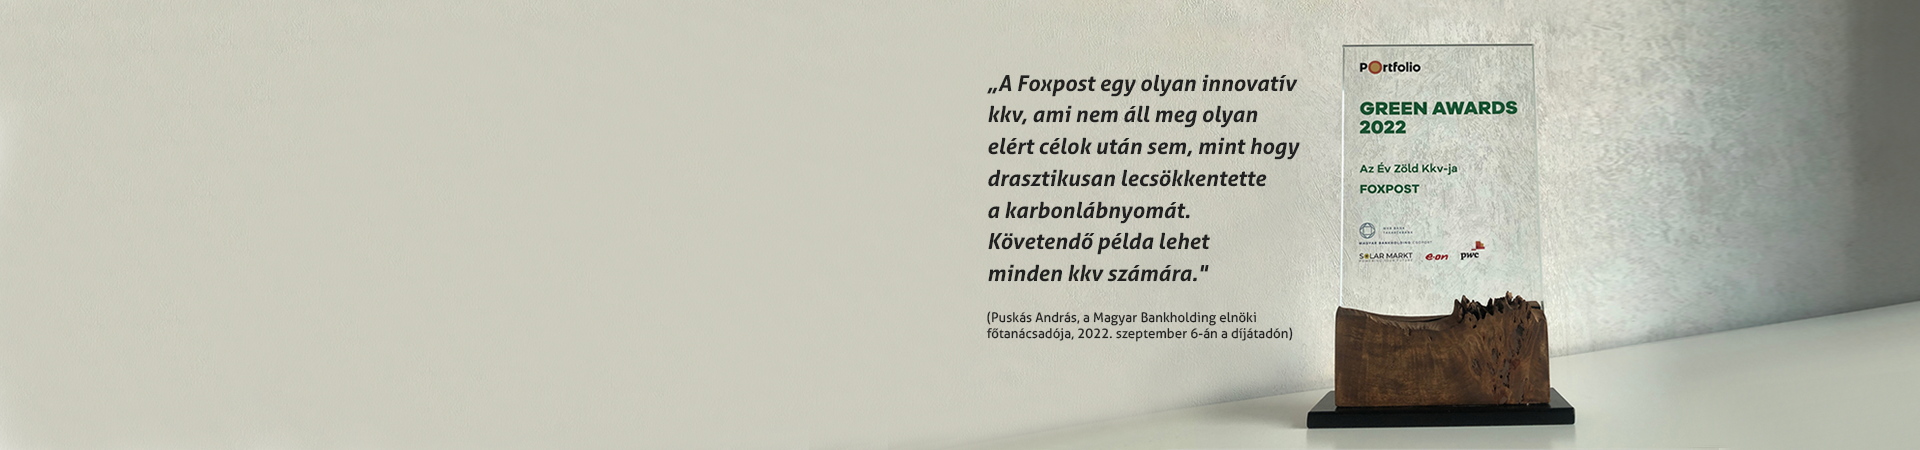 „A Foxpost egy olyan innovatív
kkv, ami nem áll meg olyan
elért célok után sem, mint hogy
drasztikusan lecsökkentette
a karbonlábnyomát.
Követendő példa lehet
minden kkv számára."
(Puskás András, a Magyar Bankholding elnöki
főtanácsadója, 2022. szeptember 6-án a díjátadón)
Portfolio
GREEN AWARDS
2022
Az Év Zöld Kkv-ja
FOXPOST
MAGYAR BANKHOLDING
SOLAR MARKT e·on pwc